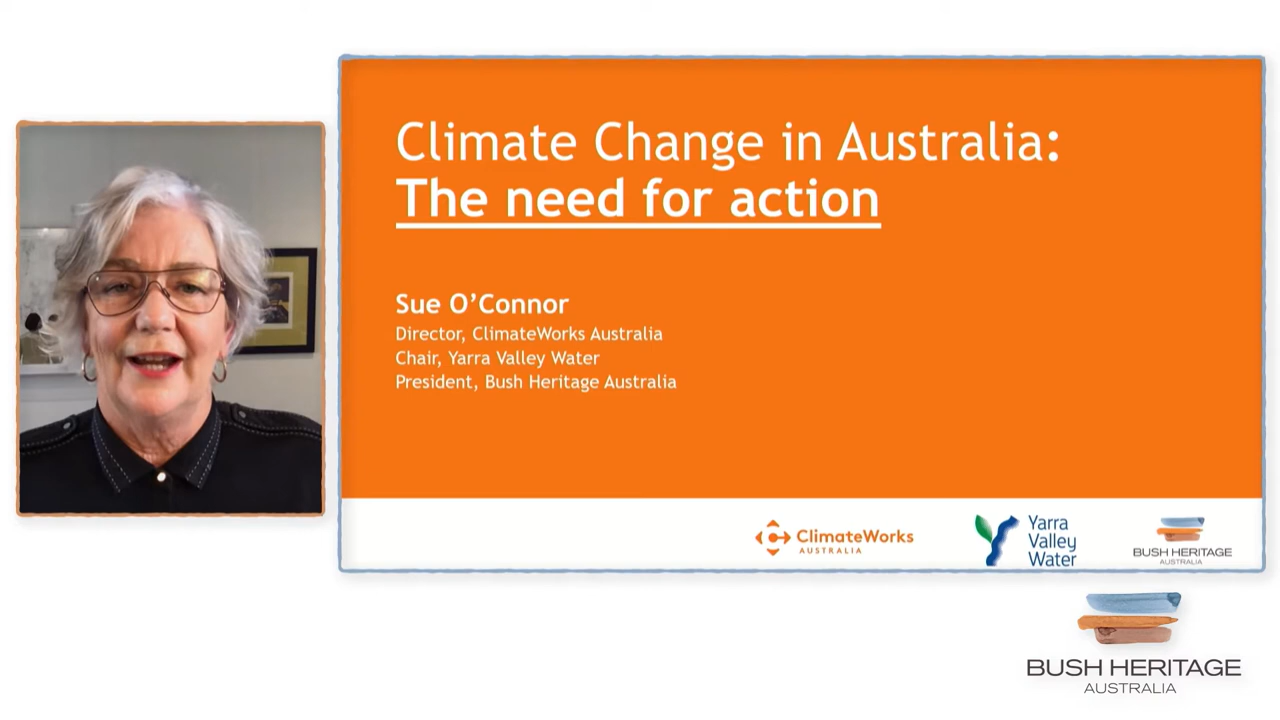 Climate Change in Australia:
The need for action
Sue O’Connor
Director, ClimateWorks Australia
Chair, Yarra Valley Water
President, Bush Heritage Australia
ClimateWorks
AUSTRALIA
Yarra
Valley
Water
BUSH HERITAGE
AUSTRALIA
BUSH HERITAGE
AUSTRALIA